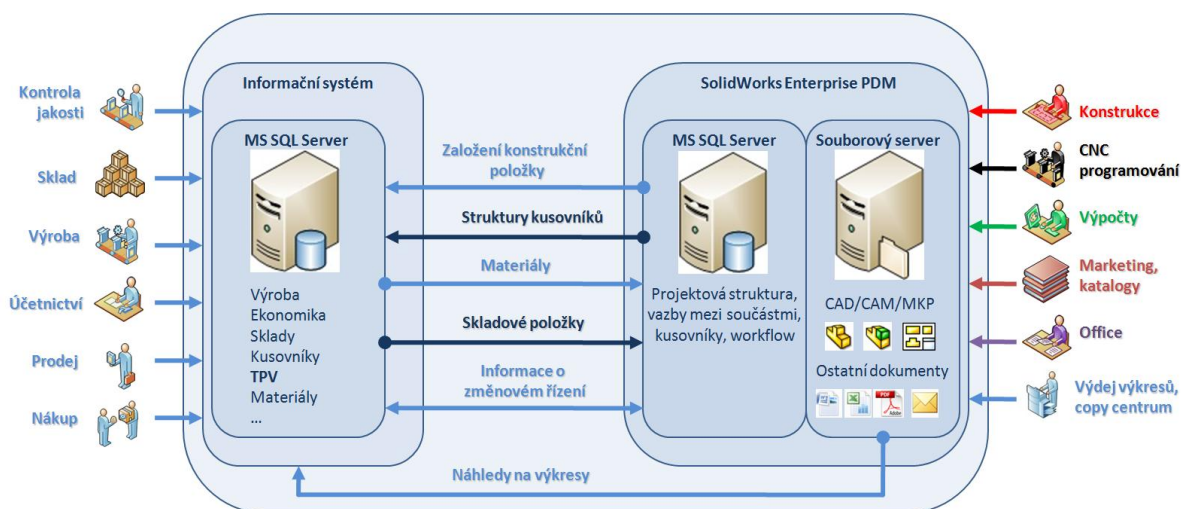 Informační systém
SolidWorks Enterprise PDM
Kontrola
jakosti
Sklad
Výroba
Účetnictví
Prodej
Nákup
MS SQL Server
Výroba
Ekonomika
Sklady
Kusovníky
TPV
Materiály
...
Založení konstrukční
položky
Struktury kusovníků
Materiály
Skladové položky
Informace o
změnovém řízení
Náhledy na výkresy
MS SQL Server
Projektová struktura,
vazby mezi součástmi,
kusovníky, workflow
Souborový server
CAD/CAM/MKP
Ostatní dokumenty
PDF
Adobe
Konstrukce
CNC
programování
Výpočty
Marketing,
katalogy
Office
Výdej výkresů,
copy centrum